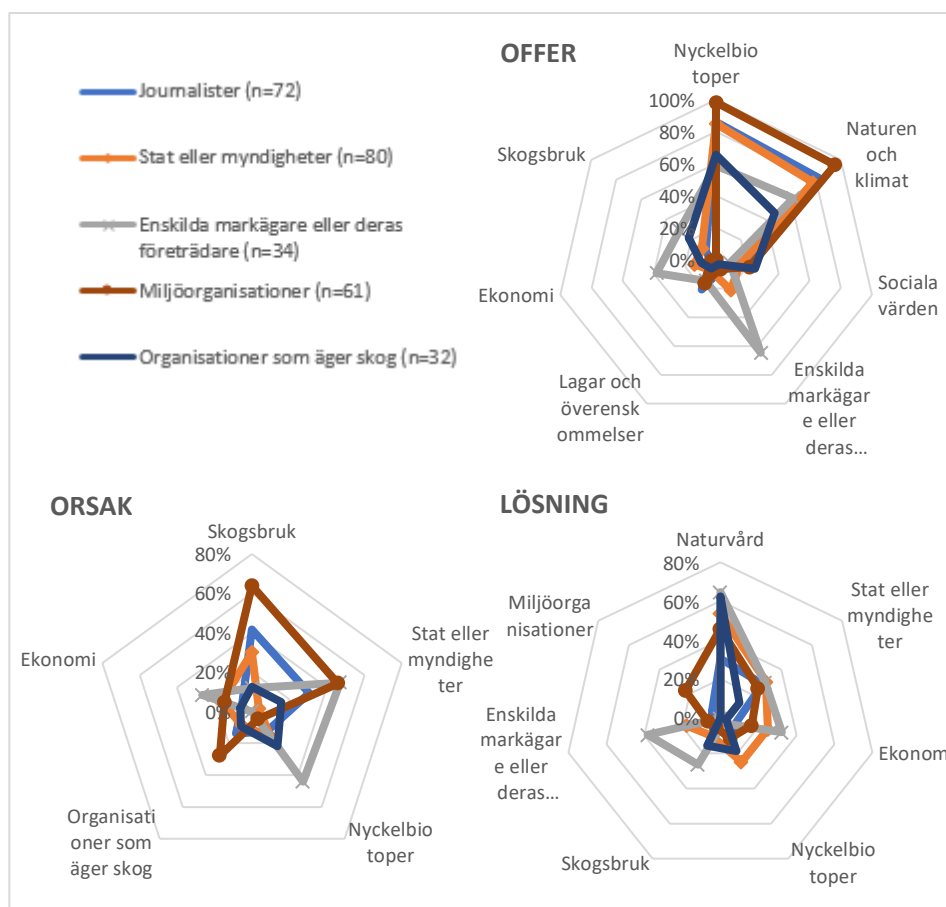 OFFER
Journalister (n=72)
Stat eller myndigheter (n=80)
Enskilda markägare eller deras
företrädare (n=34)
Miljöorganisationer (n=61)
Organisationer som äger skog (n=32)
Nyckelbio
toper
100%
80%
60%
40%
20%
0%
Naturen
och
klimat
Sociala
värden
Enskilda
markägar
e eller
deras...
Lagar och
överensk
ommelser
Ekonomi
Skogsbruk
ORSAK
Skogsbruk
80%
60%
40%
20%
0%
Stat eller
myndighe
ter
Nyckelbio
toper
Organisati
oner som
äger skog
Ekonomi
LÖSNING
Naturvård
80%
60%
40%
20%
0%
Stat eller
myndighe
ter
Ekonom
Nyckelbio
toper
Skogsbruk
Enskilda
markägar
e eller
deras...
Miljöorga
nisationer